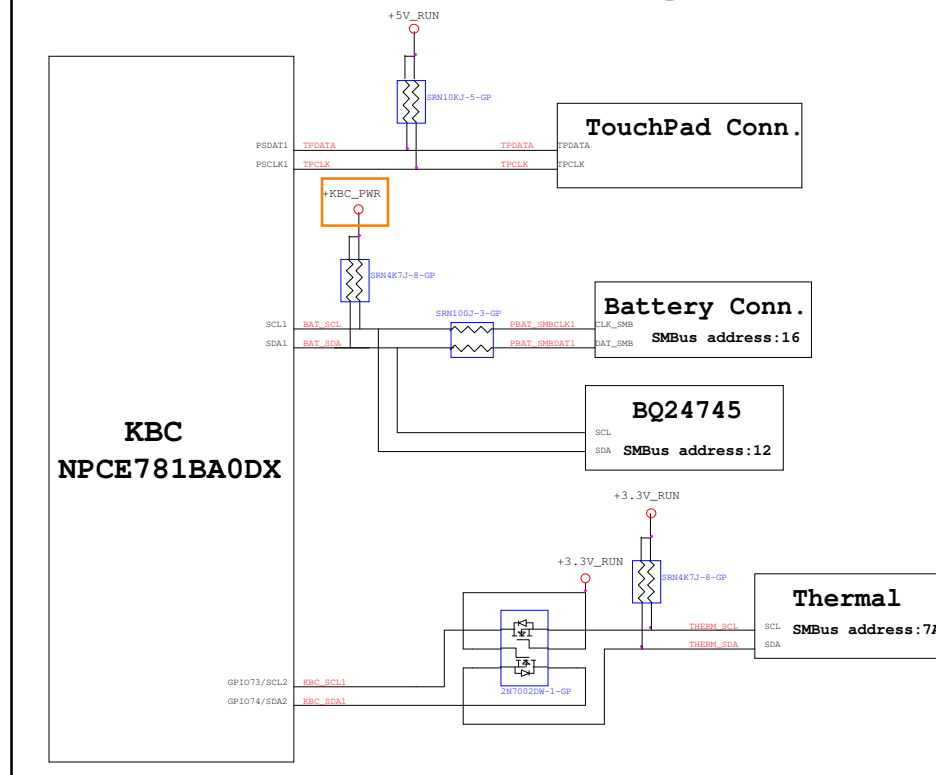 +5V_RUN
SRN10KJ-5-GP
TouchPad Conn.
PSDAT1 TPDATA TPDATA TPDATA
PSCLK1 TPCLK TPCLK TPCLK
+KBC_PWR
SRN4K7J-8-GP
SRN100J-3-GP
Battery Conn.
SCL1 BAT_SCL PBAT_SMBCLK1 CLK_SMB
SMBus address:16
SDA1 BAT_SDA PBAT_SMBDAT1 DAT_SMB
BQ24745
SCL
SDA SMBus address:12
KBC
NPCE781BA0DX
+3.3V_RUN
+3.3V_RUN
SRN4K7J-8-GP
Thermal
THERM_SCL SCL SMBus address:7A
THERM_SDA SDA
GPIO73/SCL2 KBC_SCL1
2N7002DW-1-GP
GPIO74/SDA2 KBC_SDA1